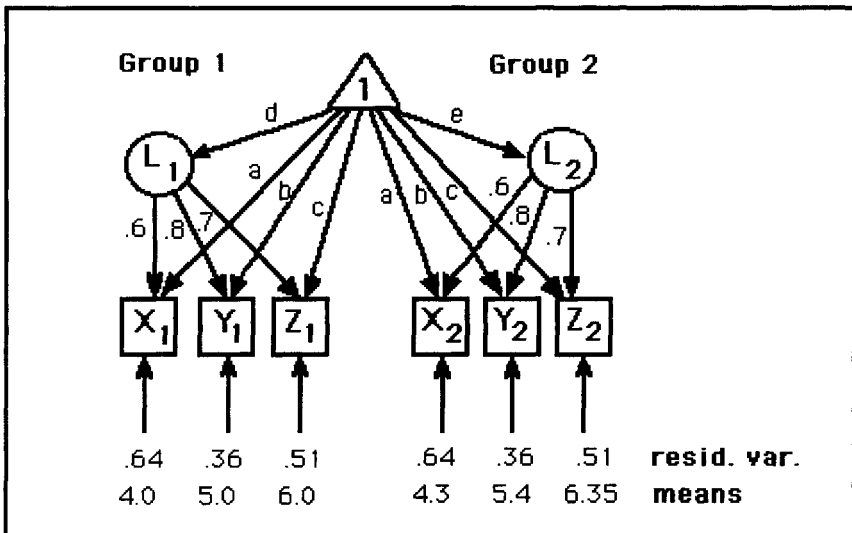 Group 1 Group 2
1
d e
L1 L2
a b c a b c
.6 .8 .7 .6 .8 .7
X1 Y1 Z1 X2 Y2 Z2
.64 .36 .51 .64 .36 .51 resid. var.
4.0 5.0 6.0 4.3 5.4 6.35 means